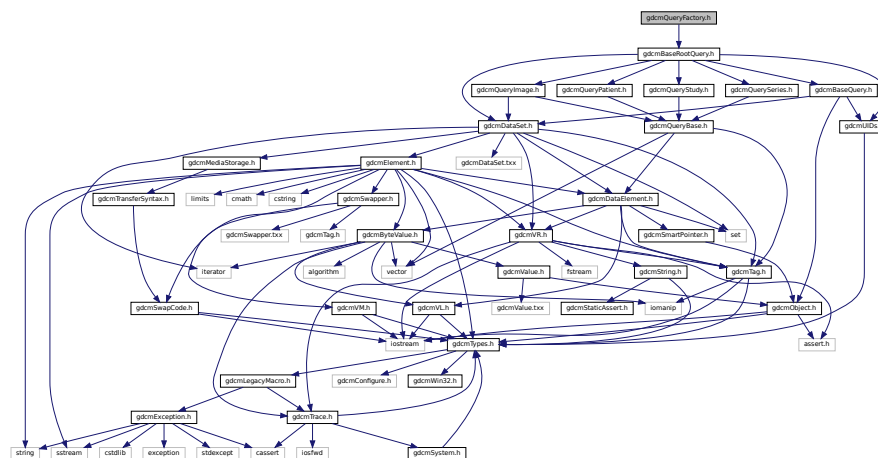 gdcmQueryFactory.h
gdcmBaseRootQuery.h
gdcmQueryImage.h
gdcmQueryPatient.h
gdcmQueryStudy.h
gdcmQuerySeries.h
gdcmBaseQuery.h
gdcmDataSet.h
gdcmQueryBase.h
gdcmUIDs
gdcmMediaStorage.h
gdcmElement.h
gdcmDataSet.txx
gdcmTransferSyntax.h
limits
cmath
cstring
gdcmSwapper.h
gdcmDataElement.h
gdcmSwapper.txx
gdcmTag.h
gdcmByteValue.h
gdcmVR.h
gdcmSmartPointer.h
set
iterator
algorithm
vector
gdcmValue.h
fstream
gdcmString.h
gdcmTag.h
gdcmSwapCode.h
gdcmVM.h
gdcmVL.h
gdcmValue.txx
gdcmStaticAssert.h
iomanip
gdcmObject.h
iostream
gdcmTypes.h
assert.h
gdcmLegacyMacro.h
gdcmConfigure.h
gdcmWin32.h
gdcmException.h
gdcmTrace.h
string
sstream
cstdlib
exception
stdexcept
cassert
iosfwd
gdcmSystem.h